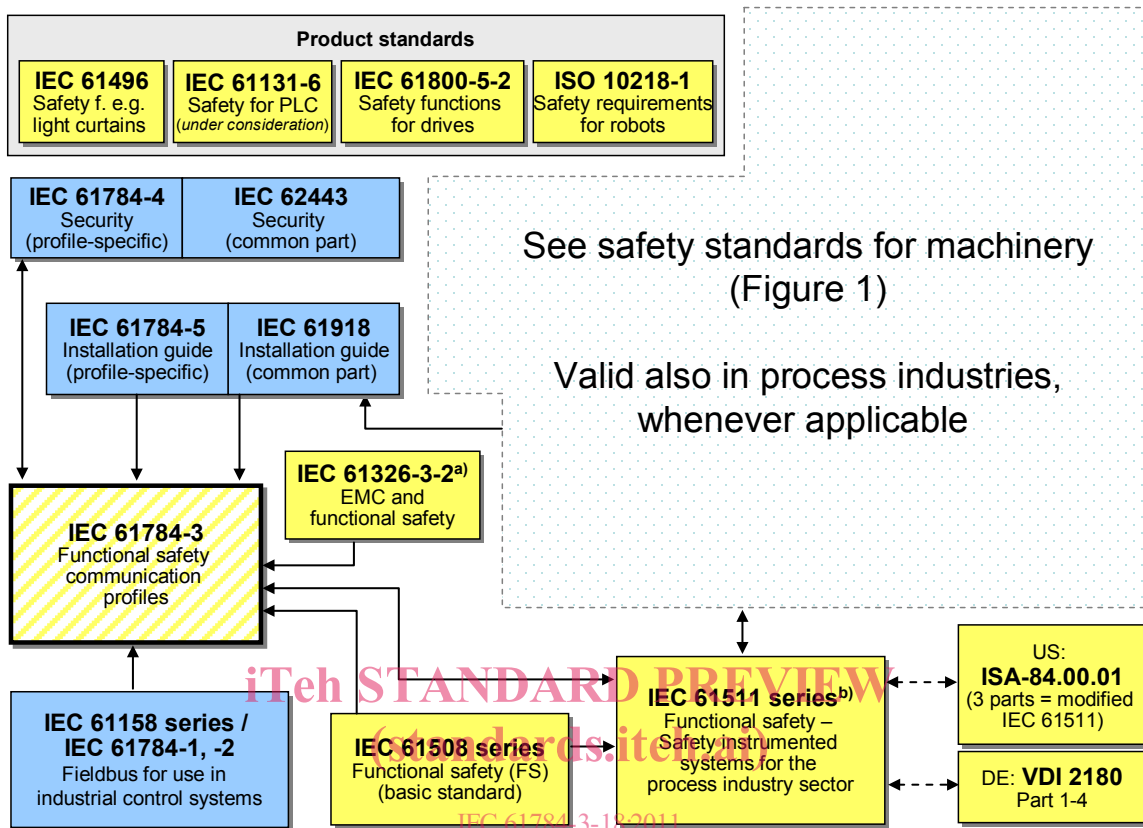 Product standards
IEC 61496
Safety f. e.g.
light curtains
IEC 61131-6
Safety for PLC
(under consideration)
IEC 61800-5-2
Safety functions
for drives
ISO 10218-1
Safety requirements
for robots
IEC 61784-4
Security
(profile-specific)
IEC 62443
Security
(common part)
See safety standards for machinery
(Figure 1)
Valid also in process industries,
whenever applicable
IEC 61784-5
Installation guide
(profile-specific)
IEC 61918
Installation guide
(common part)
IEC 61326-3-2a)
EMC and
functional safety
IEC 61784-3
Functional safety
communication
profiles
iTeh STANDARD PREVIEW
(standards.iteh.ai)
IEC 61158 series /
IEC 61784-1, -2
Fieldbus for use in
industrial control systems
IEC 61508 series
Functional safety (FS)
(basic standard)
IEC 61511 series b)
Functional safety –
Safety instrumented
systems for the
process industry sector
US:
ISA-84.00.01
(3 parts = modified
IEC 61511)
DE: VDI 2180
Part 1-4
IEC 61784-3-18:2011